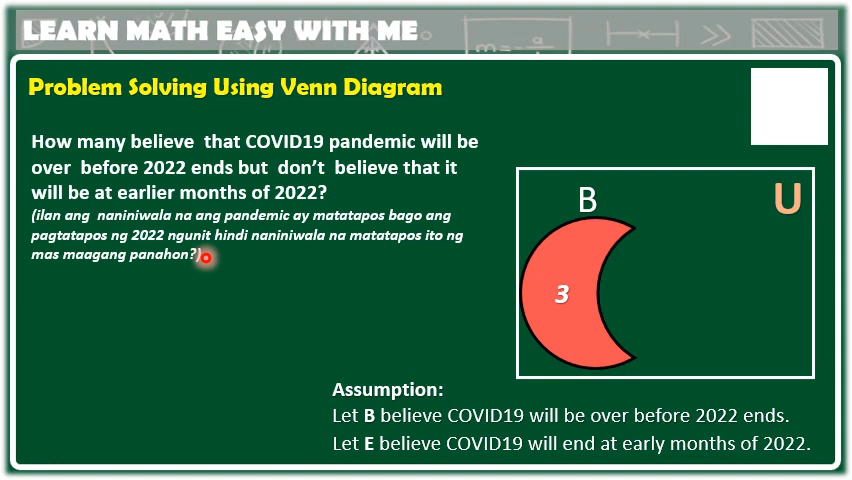 LEARN MATH EASY WITH ME
Problem Solving Using Venn Diagram
How many believe that COVID19 pandemic will be
over before 2022 ends but don't believe that it
will be at earlier months of 2022?
(ilan ang naniniwala na ang pandemic ay matatapos bago ang
pagtatapos ng 2022 ngunit hindi naniniwala na matatapos ito ng
mas maagang panahon?)
B
U
3
Assumption:
Let B believe COVID19 will be over before 2022 ends.
Let E believe COVID19 will end at early months of 2022.